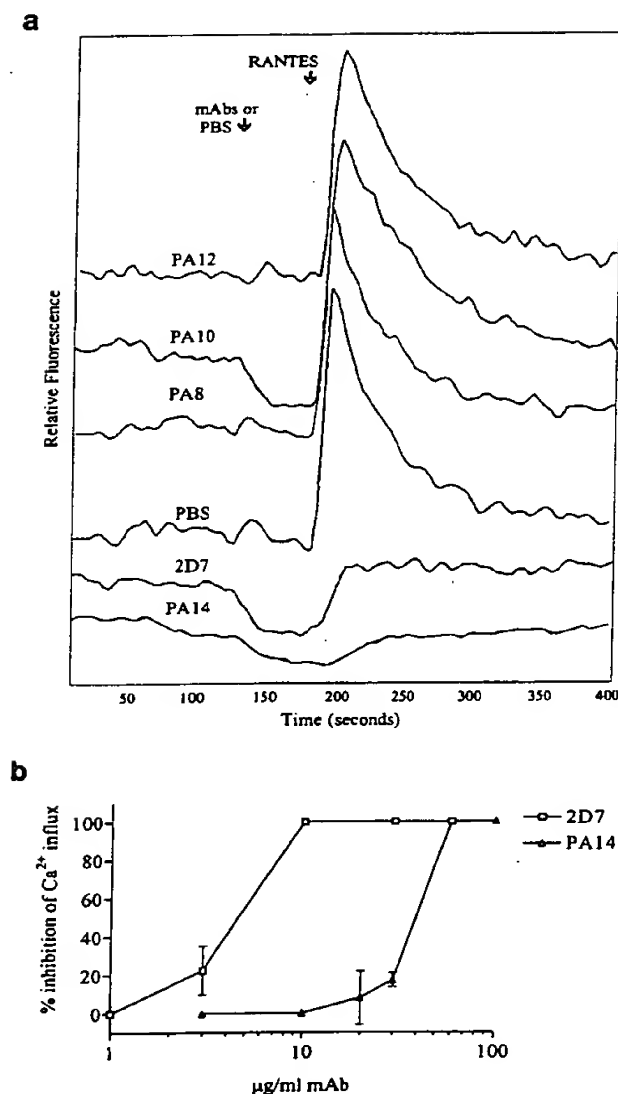 a
RANTES
mAbs or
PBS
PA12
PA10
PA8
PBS
2D7
PA14
Relative Fluorescence
50 100 150 200 250 300 350 400
Time (seconds)
b
2D7
PA14
% inhibition of Ca²⁺ influx
100
80
60
40
20
0
1 10 100
µg/ml mAb